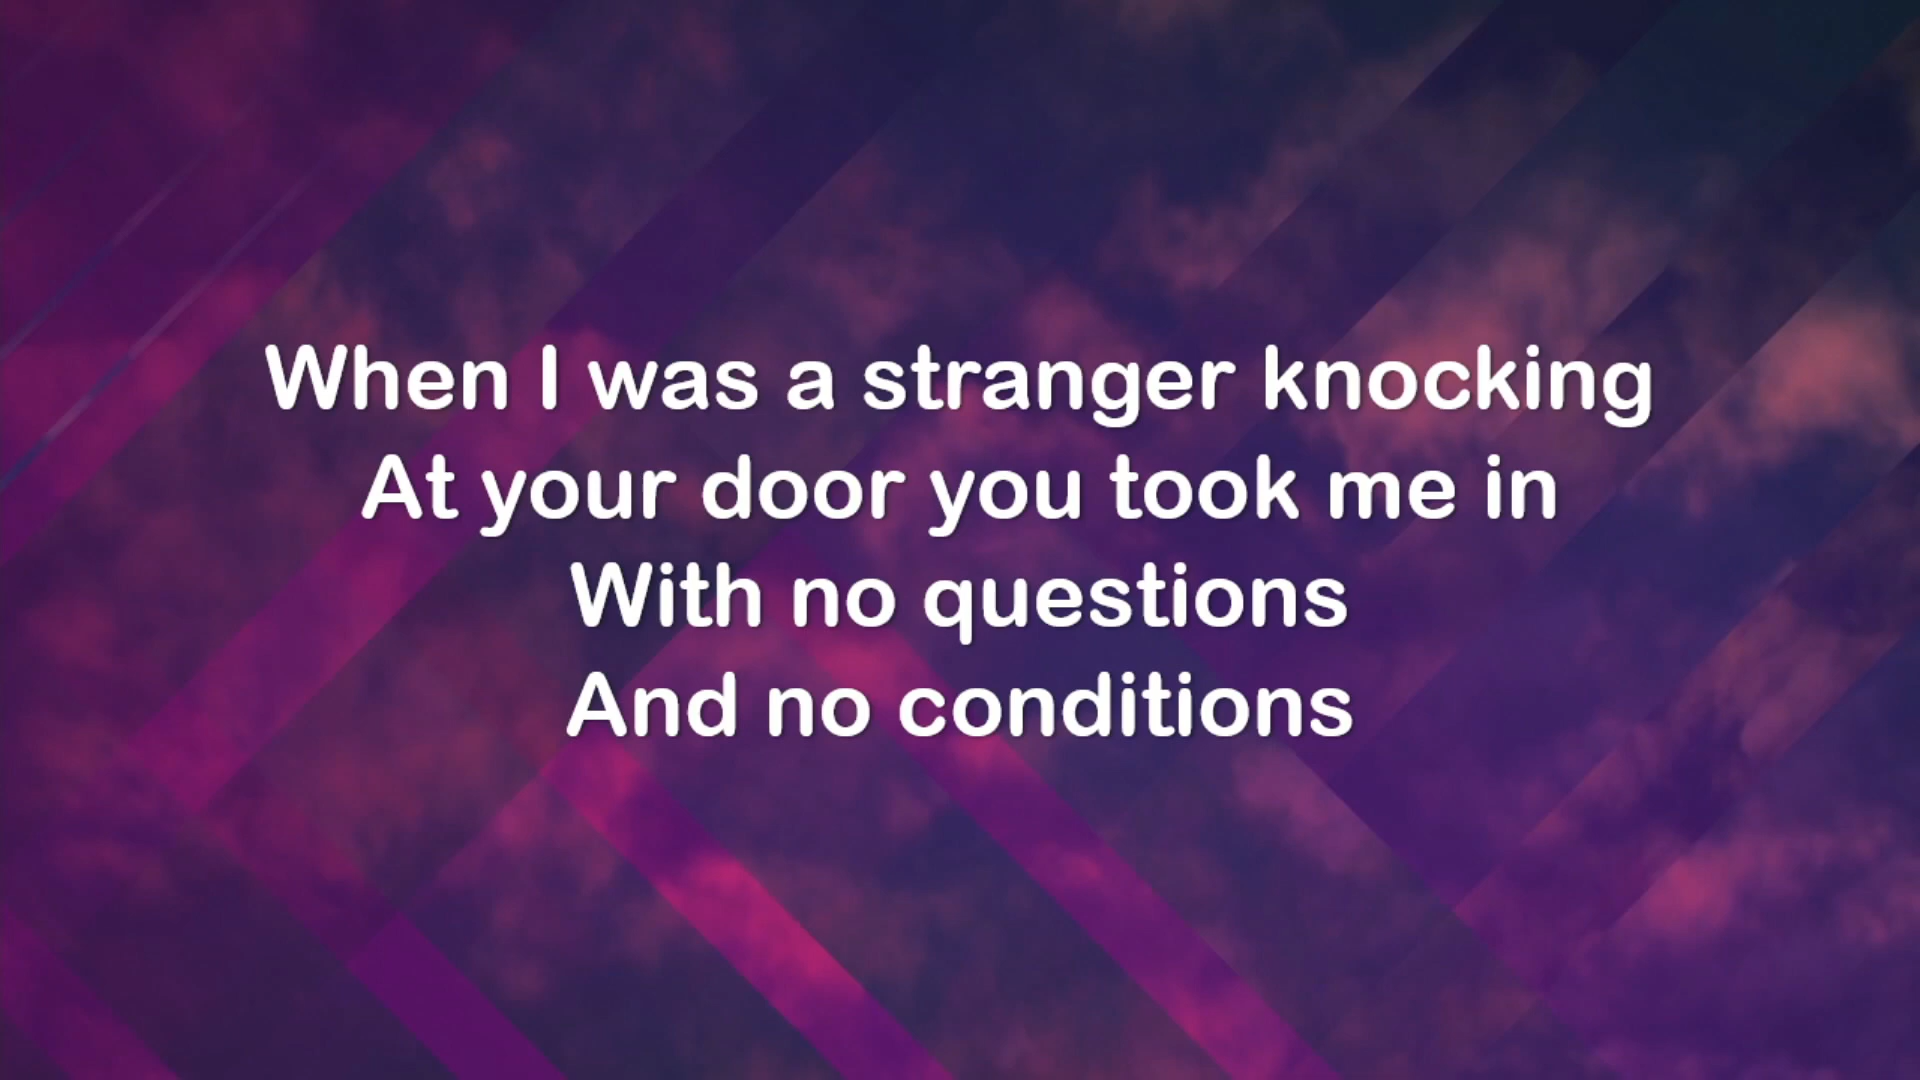 When I was a stranger knocking
At your door you took me in
With no questions
And no conditions